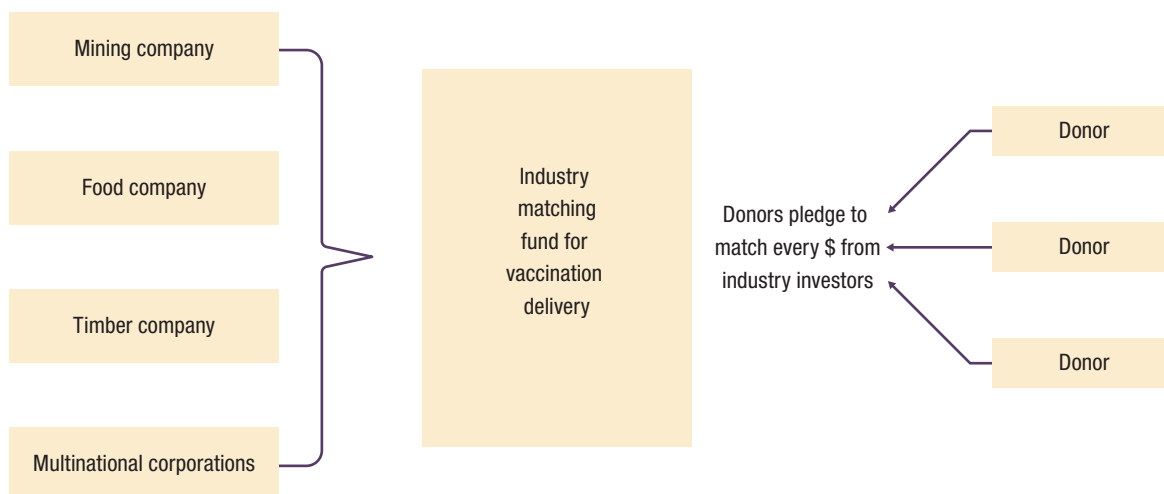 Mining company
Food company
Timber company
Multinational corporations
Industry
matching
fund for
vaccination
delivery
Donors pledge to
match every $ from
industry investors
Donor
Donor
Donor